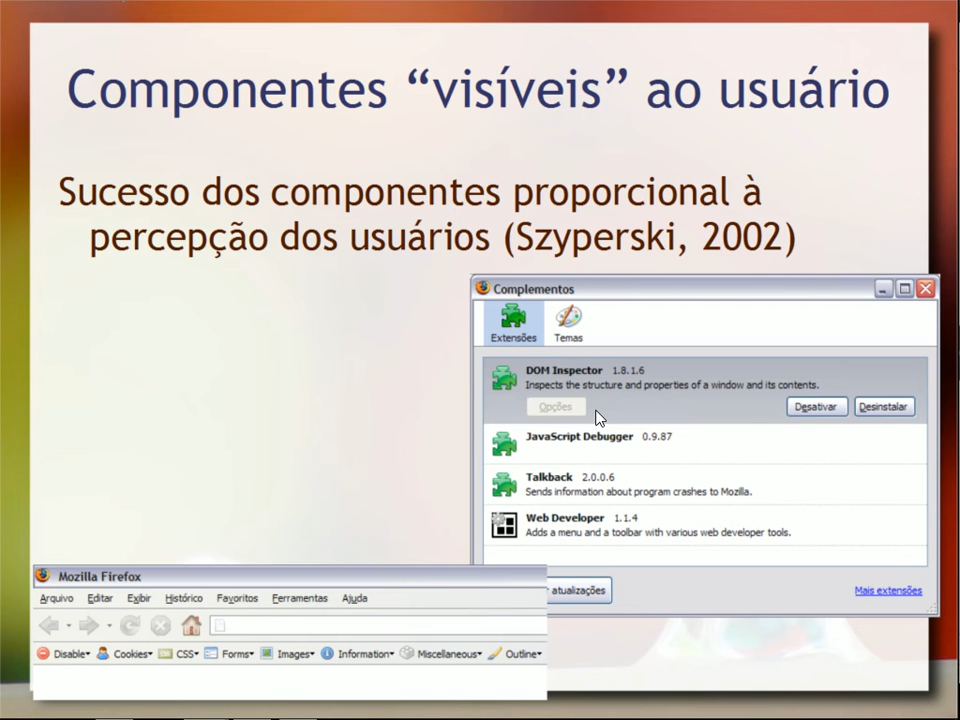 Componentes “visíveis” ao usuário
Sucesso dos componentes proporcional à
percepção dos usuários (Szyperski, 2002)
Complementos
Extensões Temas
DOM Inspector 1.8.1.6
Inspects the structure and properties of a window and its contents.
Opções Desativar Desinstalar
JavaScript Debugger 0.9.87
Talkback 2.0.0.6
Sends information about program crashes to Mozilla.
Web Developer 1.1.4
Adds a menu and a toolbar with various web developer tools.
atualizações Mais extensões
Mozilla Firefox
Arquivo Editar Exibir Histórico Favoritos Ferramentas Ajuda
Disable Cookies CSS Forms Images Information Miscellaneous Outline